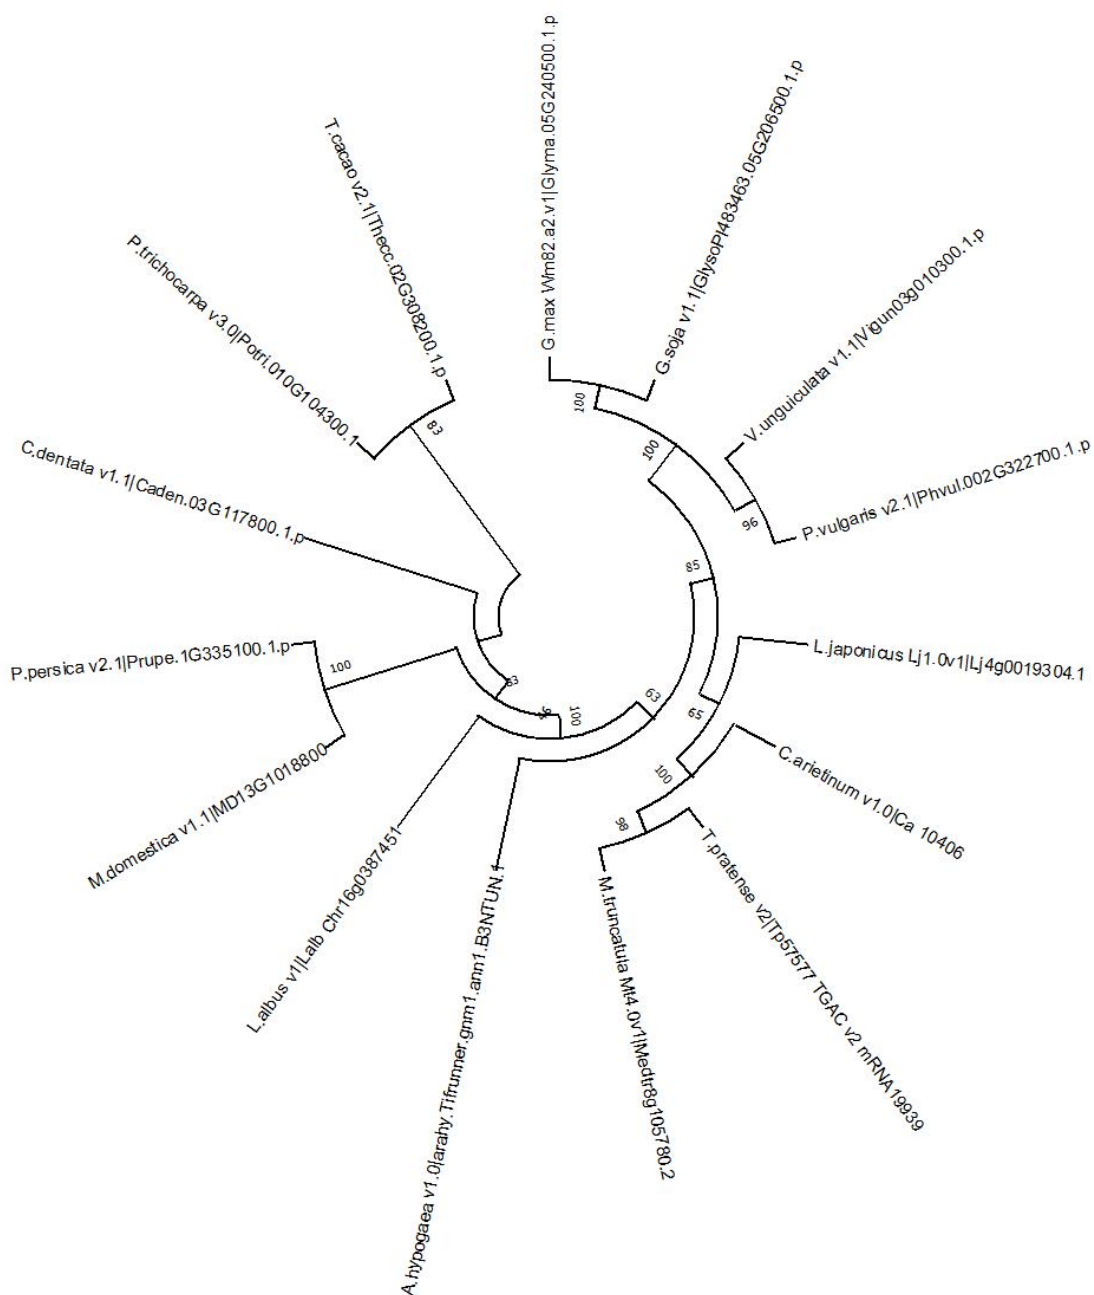 G.max Wm82.a2.v1|Glyma.05G240500.1.p
G.soja v1.1|GlysoPI483463.05G206500.1.p
V.unguiculata v1.1|Vigun03g010300.1.p
P.vulgaris v2.1|Phvul.002G322700.1.p
L.japonicus Lj1.0v1|Lj4g0019304.1
C.arietinum v1.0|Ca 10406
T.pratense v2|Tp57577 TGAC v2 mRNA19939
M.truncatula Mt4.0v1|Medtr8g105780.2
A.hypogaea v1.0|arahy.Tifrunner.gnm1.ann1.B3NTUN.1
L.albus v1|Lalb Chr16g0387451
M.domestica v1.1|MD13G1018800
P.persica v2.1|Prupe.1G335100.1.p
C.dentata v1.1|Caden.03G117800.1.p
P.trichocarpa v3.0|Potri.010G104300.1
T.cacao v2.1|Thecc.02G308200.1.p
100
100
96
85
65
100
98
63
100
83
100
83